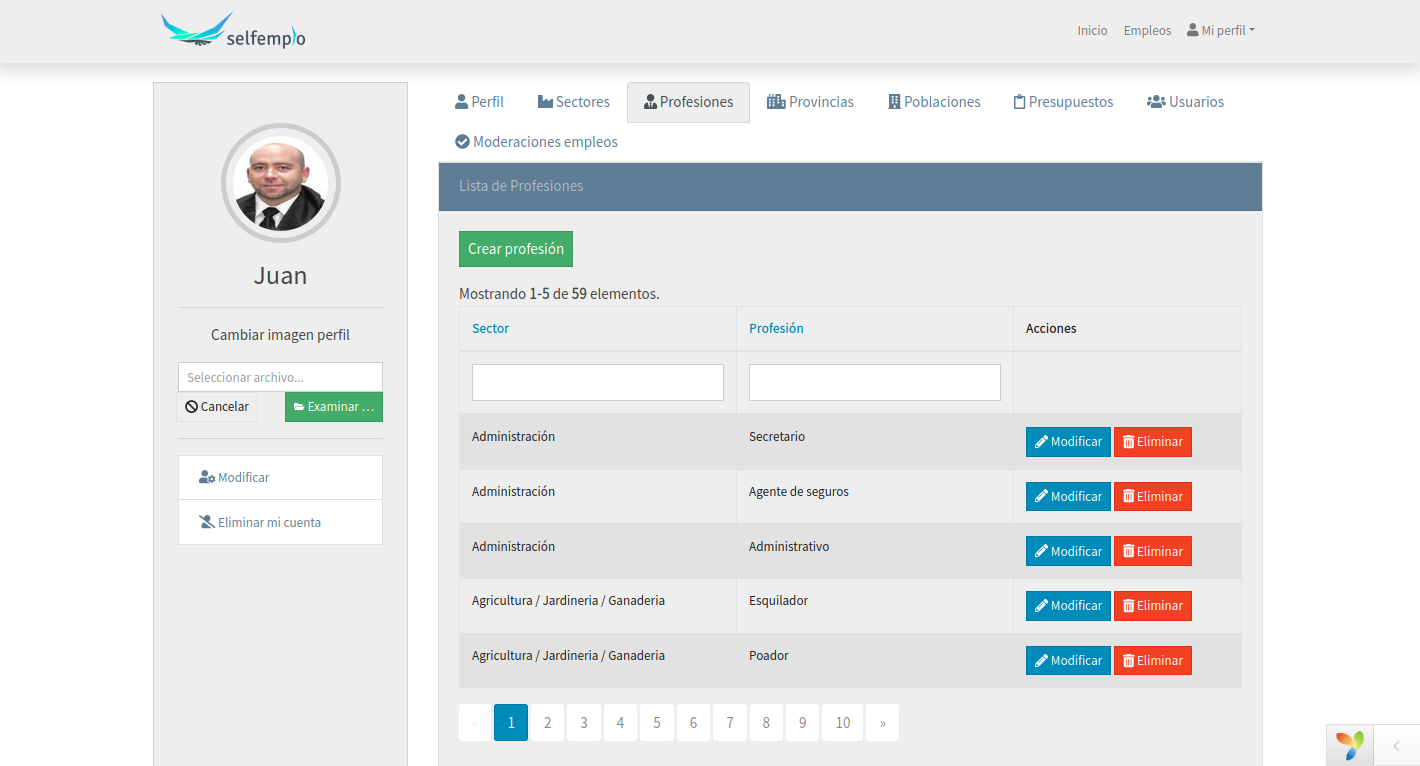 selfemplo
Inicio Empleos Mi perfil
Perfil Sectores Profesiones Provincias Poblaciones Presupuestos Usuarios
Moderaciones empleos
Juan
Cambiar imagen perfil
Seleccionar archivo...
Cancelar Examinar ...
Modificar
Eliminar mi cuenta
Lista de Profesiones
Crear profesión
Mostrando 1-5 de 59 elementos.
Sector Profesión Acciones
Administración Secretario Modificar Eliminar
Administración Agente de seguros Modificar Eliminar
Administración Administrativo Modificar Eliminar
Agricultura / Jardineria / Ganaderia Esquilador Modificar Eliminar
Agricultura / Jardineria / Ganaderia Poador Modificar Eliminar
« 1 2 3 4 5 6 7 8 9 10 »